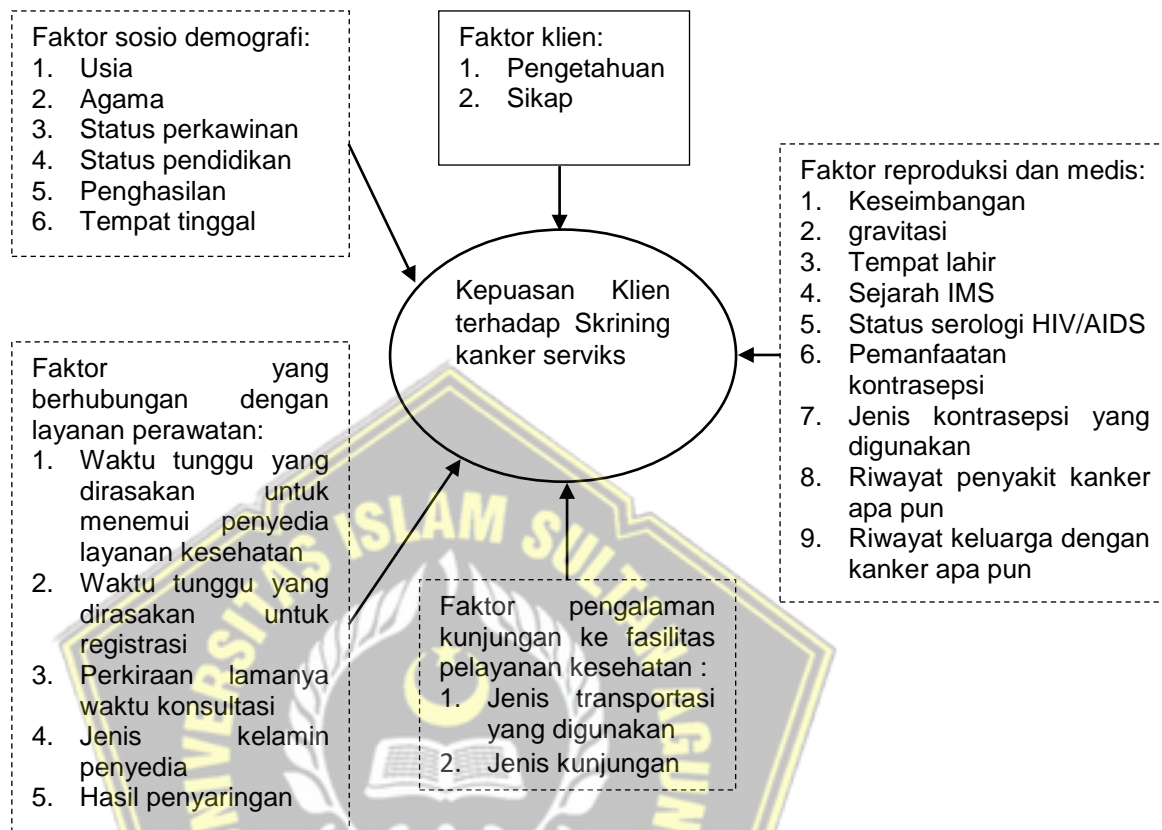 Faktor sosio demografi:
1. Usia
2. Agama
3. Status perkawinan
4. Status pendidikan
5. Penghasilan
6. Tempat tinggal
Faktor klien:
1. Pengetahuan
2. Sikap
Faktor reproduksi dan medis:
1. Keseimbangan
2. gravitasi
3. Tempat lahir
4. Sejarah IMS
5. Status serologi HIV/AIDS
6. Pemanfaatan
kontrasepsi
7. Jenis kontrasepsi yang
digunakan
8. Riwayat penyakit kanker
apa pun
9. Riwayat keluarga dengan
kanker apa pun
Kepuasan Klien
terhadap Skrining
kanker serviks
Faktor yang
berhubungan dengan
layanan perawatan:
1. Waktu tunggu yang
dirasakan untuk
menemui penyedia
layanan kesehatan
2. Waktu tunggu yang
dirasakan untuk
registrasi
3. Perkiraan lamanya
waktu konsultasi
4. Jenis kelamin
penyedia
5. Hasil penyaringan
Faktor pengalaman
kunjungan ke fasilitas
pelayanan kesehatan :
1. Jenis transportasi
yang digunakan
2. Jenis kunjungan
UNIVERSITAS ISLAM SULTAN AGUN